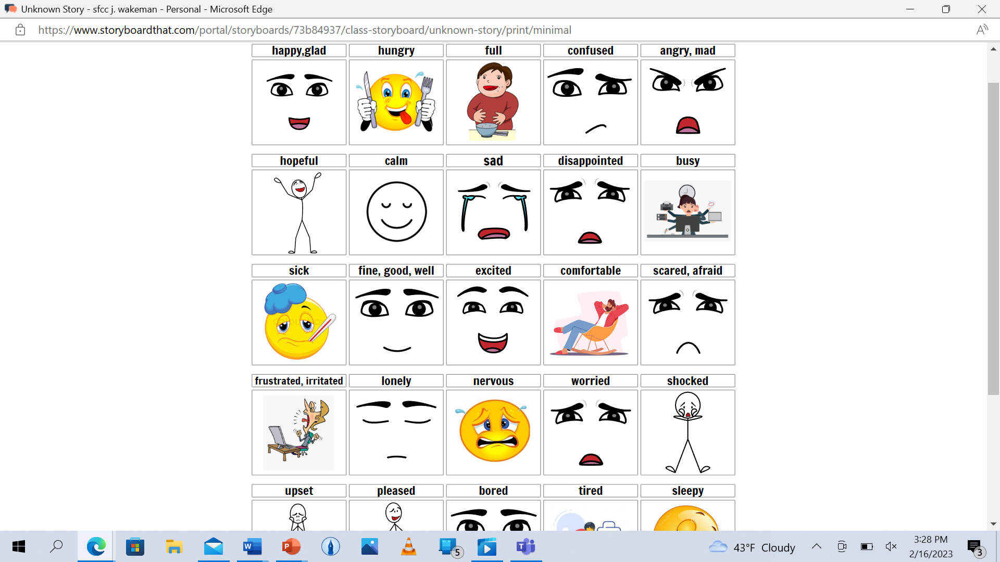 Unknown Story - sfcc j. wakeman - Personal - Microsoft Edge
https://www.storyboardthat.com/portal/storyboards/73b84937/class-storyboard/unknown-story/print/minimal
happy,glad hungry full confused angry, mad
hopeful calm sad disappointed busy
sick fine, good, well excited comfortable scared, afraid
frustrated, irritated lonely nervous worried shocked
upset pleased bored tired sleepy
5
43°F Cloudy
3:28 PM
2/16/2023
3